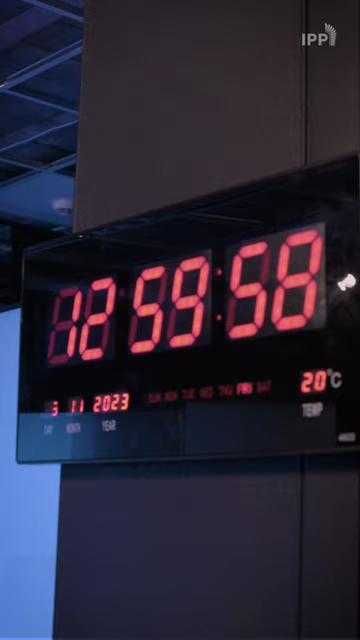 IPP
12 59 58
5 11 2023
DAY MONTH YEAR
SUN MON TUE WED THU FRI SAT
20°C
TEMP